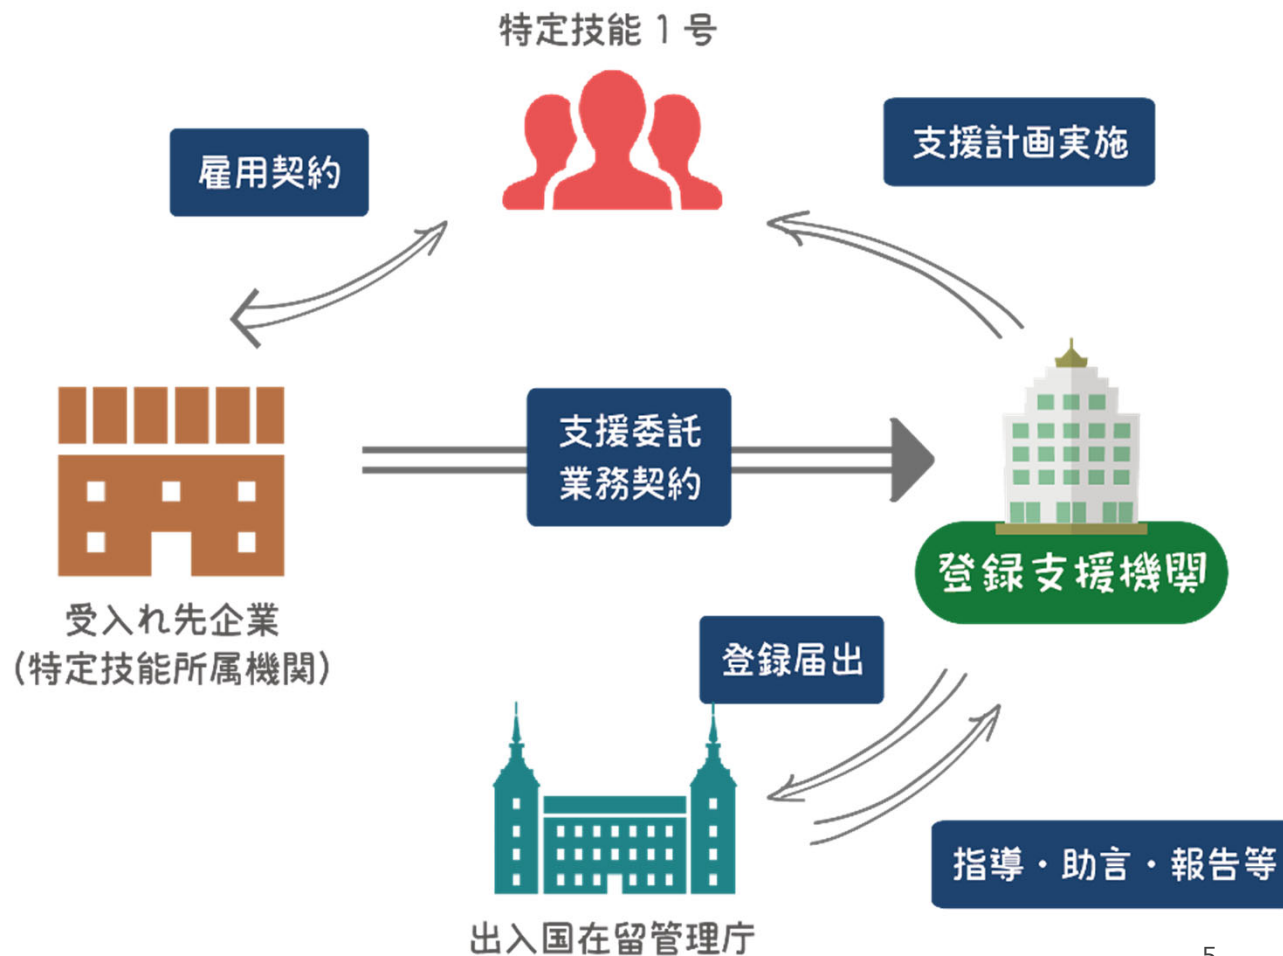 特定技能1号
支援計画実施
雇用契約
支援委託
業務契約
登録支援機関
受入れ先企業
(特定技能所属機関)
登録届出
指導・助言・報告等
出入国在留管理庁
5